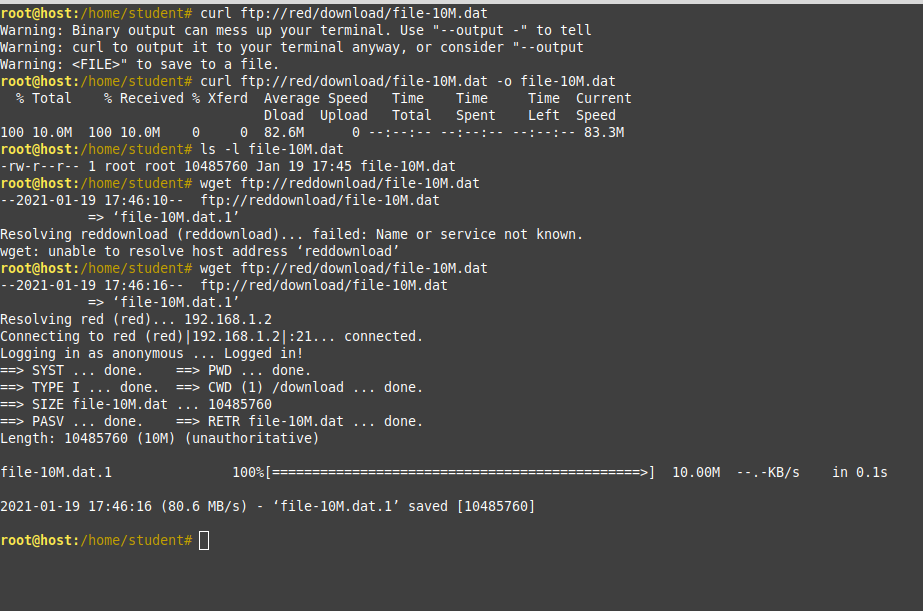 root@host:/home/student# curl ftp://red/download/file-10M.dat
Warning: Binary output can mess up your terminal. Use "--output -" to tell
Warning: curl to output it to your terminal anyway, or consider "--output
Warning: <FILE>" to save to a file.
root@host:/home/student# curl ftp://red/download/file-10M.dat -o file-10M.dat
  % Total    % Received % Xferd  Average Speed   Time    Time     Time  Current
                                 Dload  Upload   Total   Spent    Left  Speed
100 10.0M  100 10.0M    0     0  82.6M      0 --:--:-- --:--:-- --:--:-- 83.3M
root@host:/home/student# ls -l file-10M.dat
-rw-r--r-- 1 root root 10485760 Jan 19 17:45 file-10M.dat
root@host:/home/student# wget ftp://reddownload/file-10M.dat
--2021-01-19 17:46:10--  ftp://reddownload/file-10M.dat
           => ‘file-10M.dat.1’
Resolving reddownload (reddownload)... failed: Name or service not known.
wget: unable to resolve host address ‘reddownload’
root@host:/home/student# wget ftp://red/download/file-10M.dat
--2021-01-19 17:46:16--  ftp://red/download/file-10M.dat
           => ‘file-10M.dat.1’
Resolving red (red)... 192.168.1.2
Connecting to red (red)|192.168.1.2|:21... connected.
Logging in as anonymous ... Logged in!
==> SYST ... done.    ==> PWD ... done.
==> TYPE I ... done.  ==> CWD (1) /download ... done.
==> SIZE file-10M.dat ... 10485760
==> PASV ... done.    ==> RETR file-10M.dat ... done.
Length: 10485760 (10M) (unauthoritative)

file-10M.dat.1               100%[==============================================>]  10.00M  --.-KB/s    in 0.1s

2021-01-19 17:46:16 (80.6 MB/s) - ‘file-10M.dat.1’ saved [10485760]

root@host:/home/student#